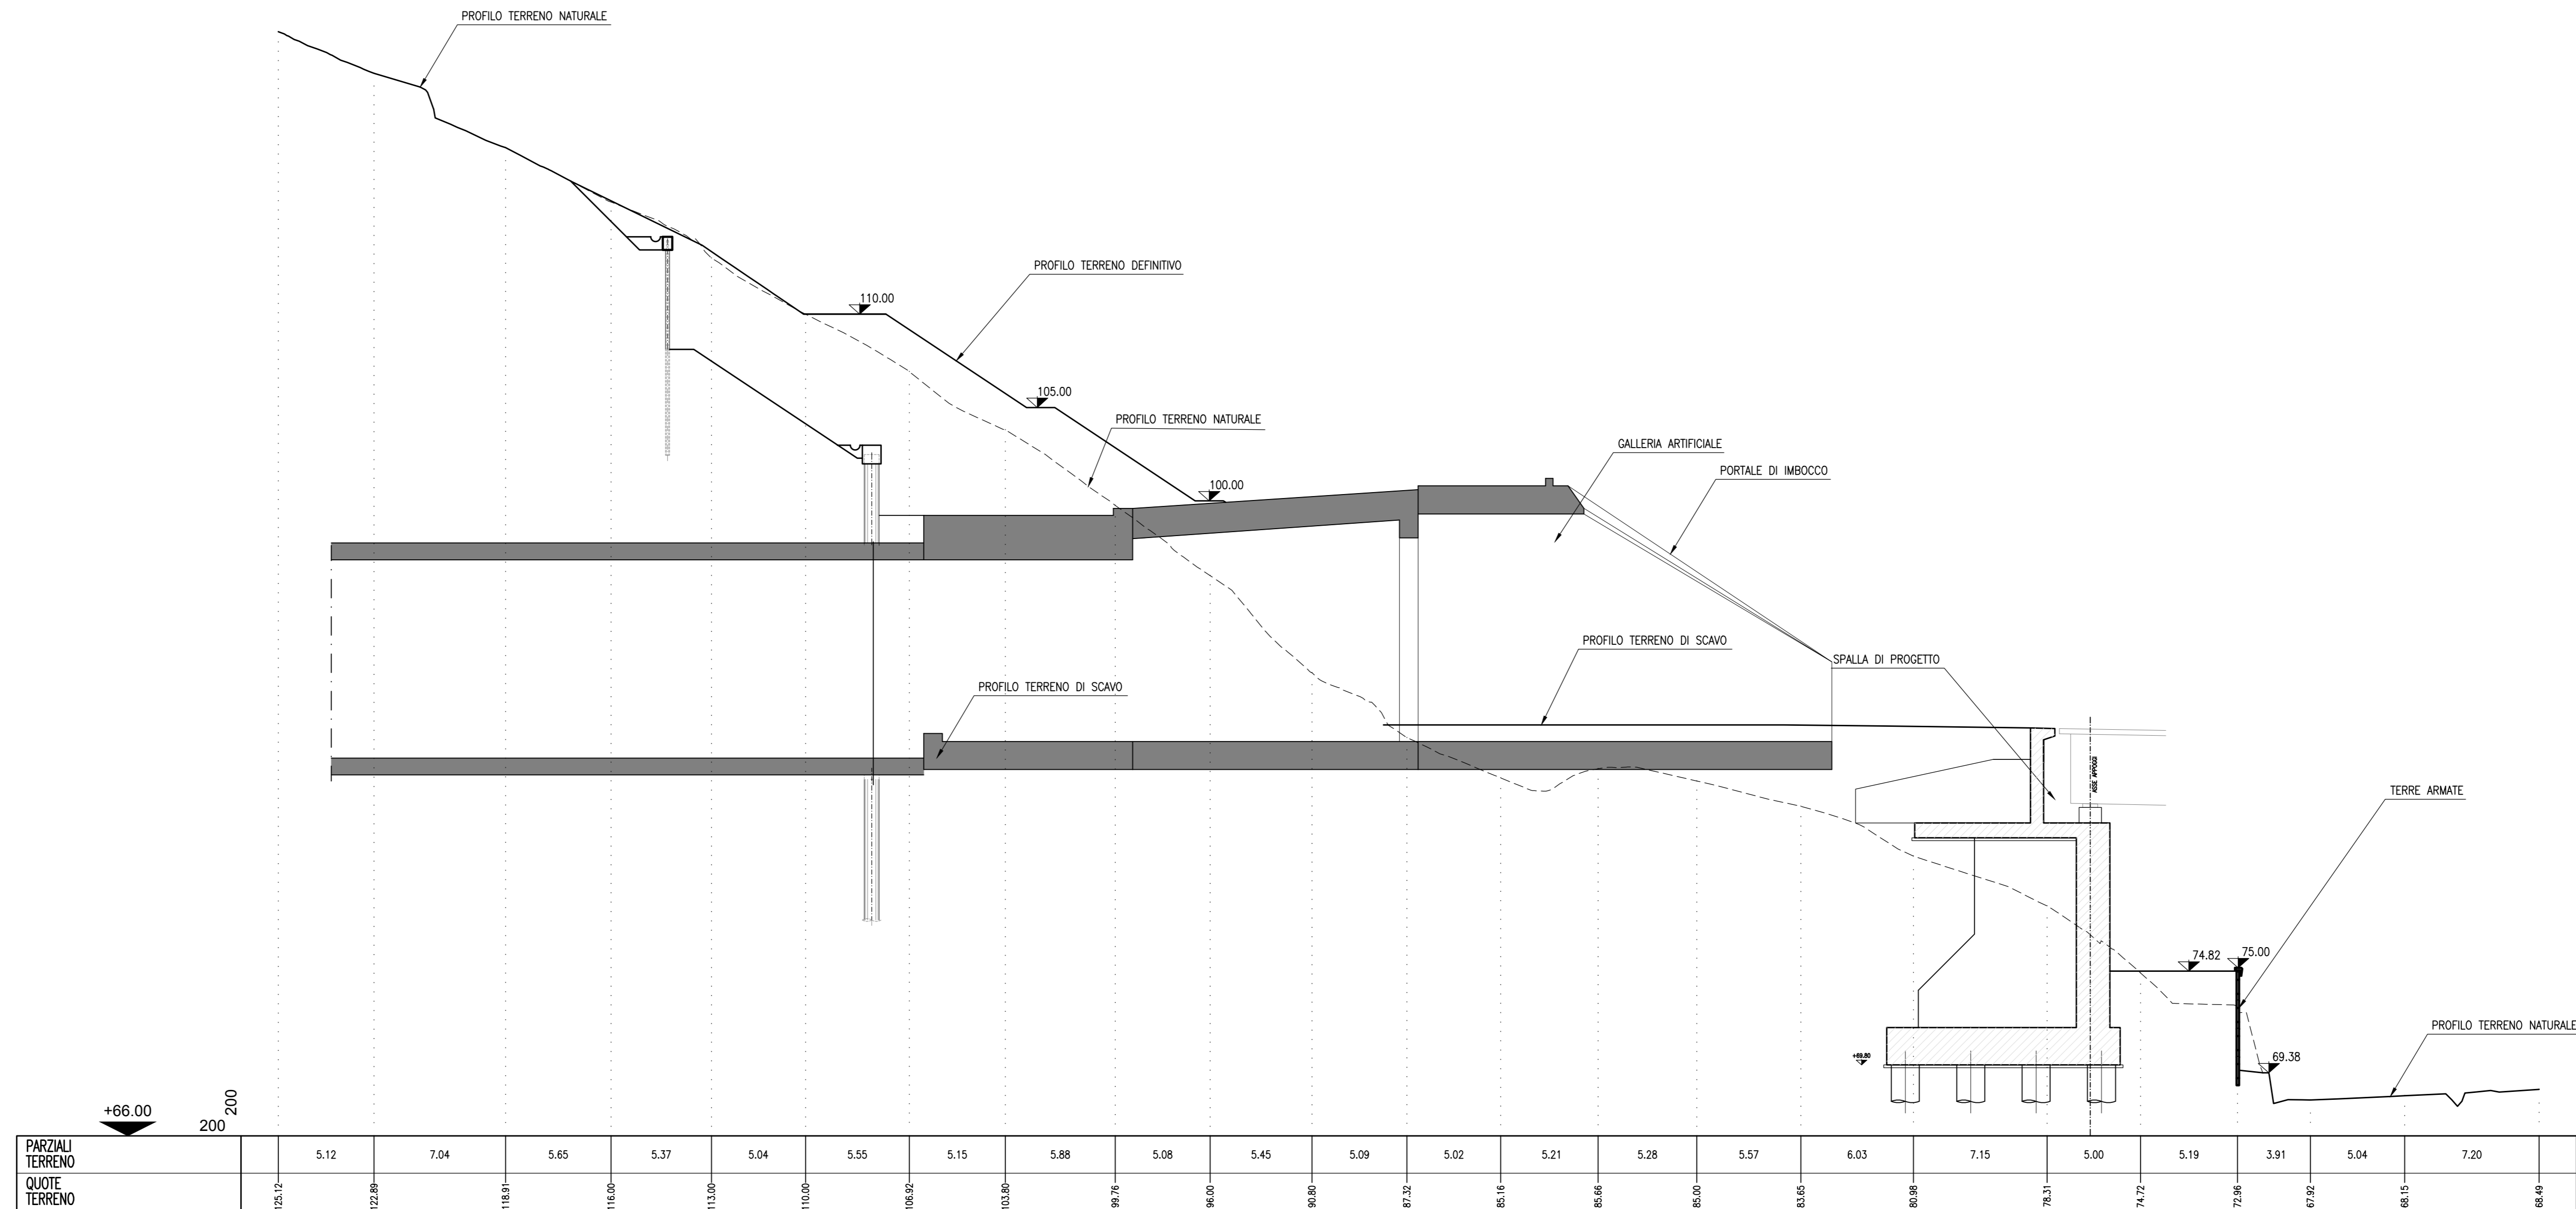 PROFILO TERRENO NATURALE
PROFILO TERRENO DEFINITIVO
110.00
105.00
PROFILO TERRENO NATURALE
GALLERIA ARTIFICIALE
PORTALE DI IMBOCCO
100.00
PROFILO TERRENO DI SCAVO
SPALLA DI PROGETTO
PROFILO TERRENO DI SCAVO
ASSE APPOGGI
TERRE ARMATE
74.82
75.00
PROFILO TERRENO NATURALE
+69.80
69.38
+66.00
200
200
PARZIALI TERRENO
5.12 7.04 5.65 5.37 5.04 5.55 5.15 5.88 5.08 5.45 5.09 5.02 5.21 5.28 5.57 6.03 7.15 5.00 5.19 3.91 5.04 7.20
QUOTE TERRENO
125.12 122.89 118.91 116.00 113.00 110.00 106.92 103.80 99.76 96.00 90.80 87.32 85.16 85.66 85.00 83.65 80.98 78.31 74.72 72.96 67.92 68.15 68.49